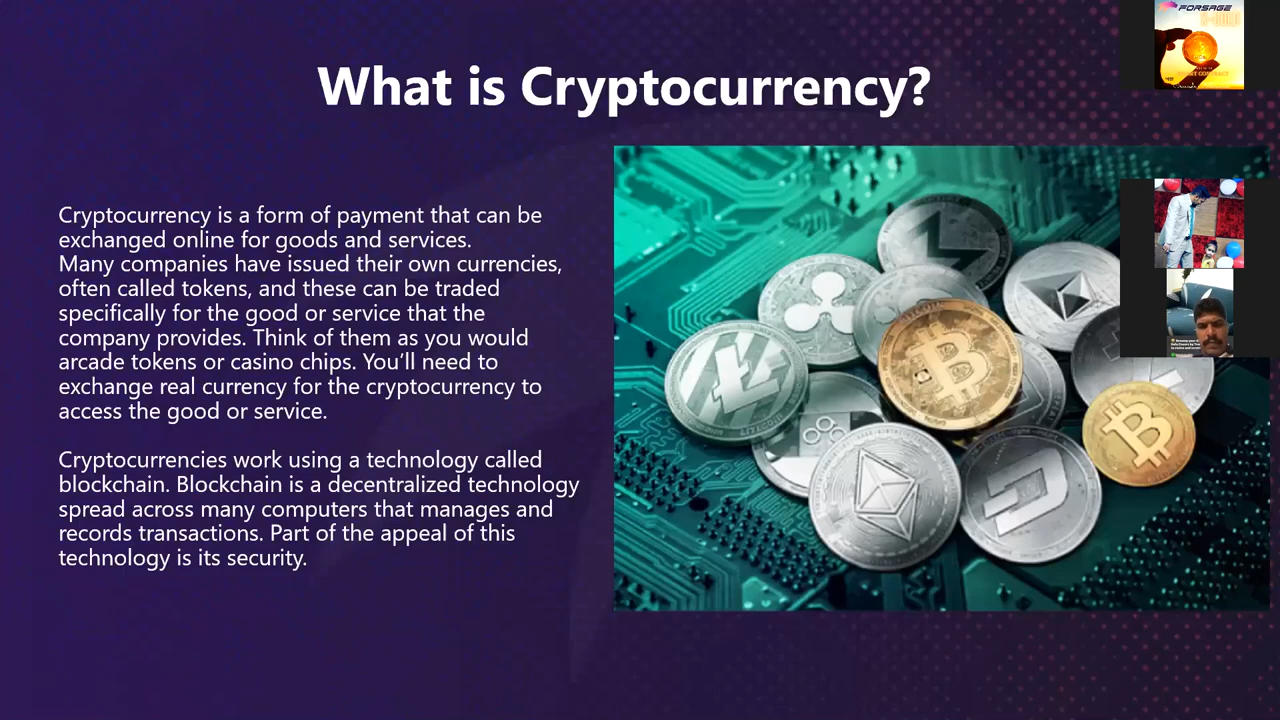 What is Cryptocurrency?
Cryptocurrency is a form of payment that can be
exchanged online for goods and services.
Many companies have issued their own currencies,
often called tokens, and these can be traded
specifically for the good or service that the
company provides. Think of them as you would
arcade tokens or casino chips. You’ll need to
exchange real currency for the cryptocurrency to
access the good or service.
Cryptocurrencies work using a technology called
blockchain. Blockchain is a decentralized technology
spread across many computers that manages and
records transactions. Part of the appeal of this
technology is its security.
FORSAGE